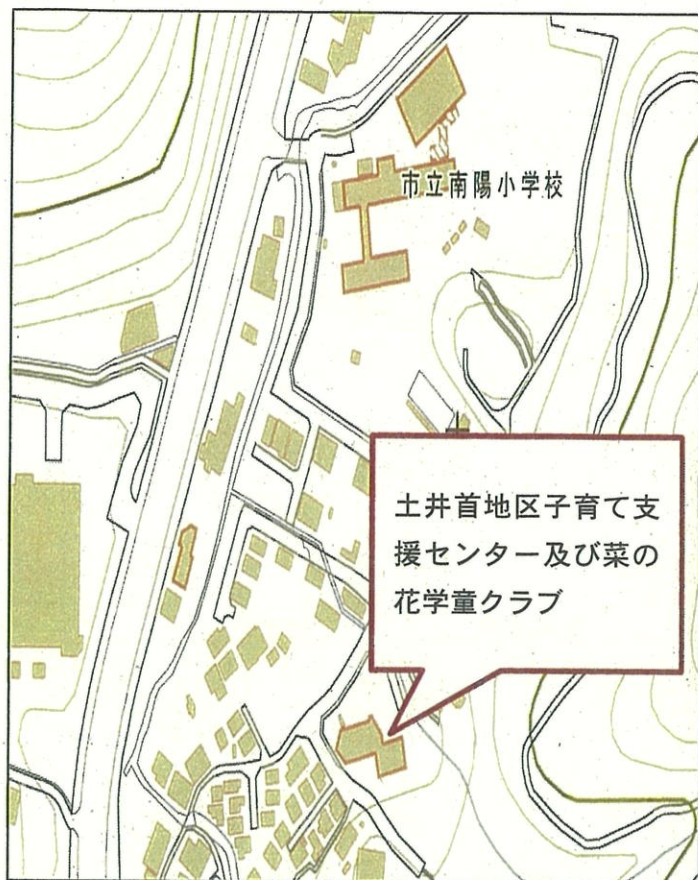 市立南陽小学校
土井首地区子育て支
援センター及び菜の
花学童クラブ